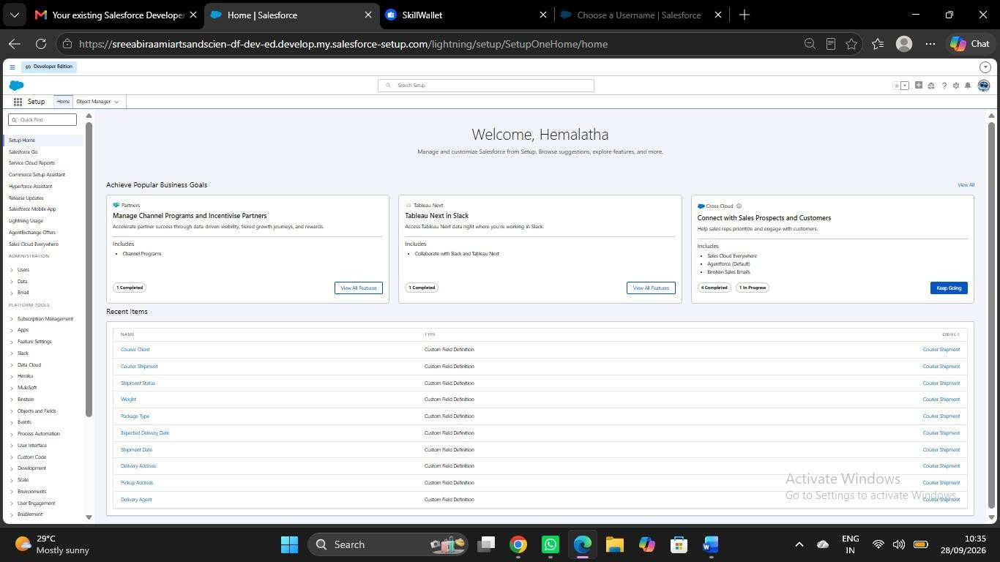 Your existing Salesforce Developer
Home | Salesforce
SkillWallet
Choose a Username | Salesforce
https://sreeabiraamiartsandscien-df-dev-ed.develop.my.salesforce-setup.com/lightning/setup/SetupOneHome/home
Chat
Developer Edition
Search Setup
Setup
Home
Object Manager
Quick Find
Setup Home
Salesforce Go
Service Cloud Reports
Commerce Setup Assistant
Hyperforce Assistant
Release Updates
Salesforce Mobile App
Lightning Usage
AgentExchange Offers
Sales Cloud Everywhere
ADMINISTRATION
Users
Data
Email
PLATFORM TOOLS
Subscription Management
Apps
Feature Settings
Slack
Data Cloud
Heroku
MuleSoft
Einstein
Objects and Fields
Events
Process Automation
User Interface
Custom Code
Development
Scale
Environments
User Engagement
Enablement
Welcome, Hemalatha
Manage and customize Salesforce from Setup. Browse suggestions, explore features, and more.
Achieve Popular Business Goals
View All
Partners
Manage Channel Programs and Incentivise Partners
Accelerate partner success through data-driven visibility, tiered growth journeys, and rewards.
Includes
• Channel Programs
1 Completed
View All Features
Tableau Next
Tableau Next in Slack
Access Tableau Next data right where you're working in Slack.
Includes
• Collaborate with Slack and Tableau Next
1 Completed
View All Features
Cross Cloud
Connect with Sales Prospects and Customers
Help sales reps prioritize and engage with customers.
Includes
• Sales Cloud Everywhere
• Agentforce (Default)
• Einstein Sales Emails
4 Completed
1 In Progress
Keep Going
Recent Items
NAME TYPE OBJECT
Courier Client Custom Field Definition Courier Shipment
Courier Shipment Custom Field Definition Courier Shipment
Shipment Status Custom Field Definition Courier Shipment
Weight Custom Field Definition Courier Shipment
Package Type Custom Field Definition Courier Shipment
Expected Delivery Date Custom Field Definition Courier Shipment
Shipment Date Custom Field Definition Courier Shipment
Delivery Address Custom Field Definition Courier Shipment
Pickup Address Custom Field Definition Courier Shipment
Delivery Agent Custom Field Definition Courier Shipment
Activate Windows
Go to Settings to activate Windows.
29°C
Mostly sunny
Search
ENG
IN
10:35
28/09/2026